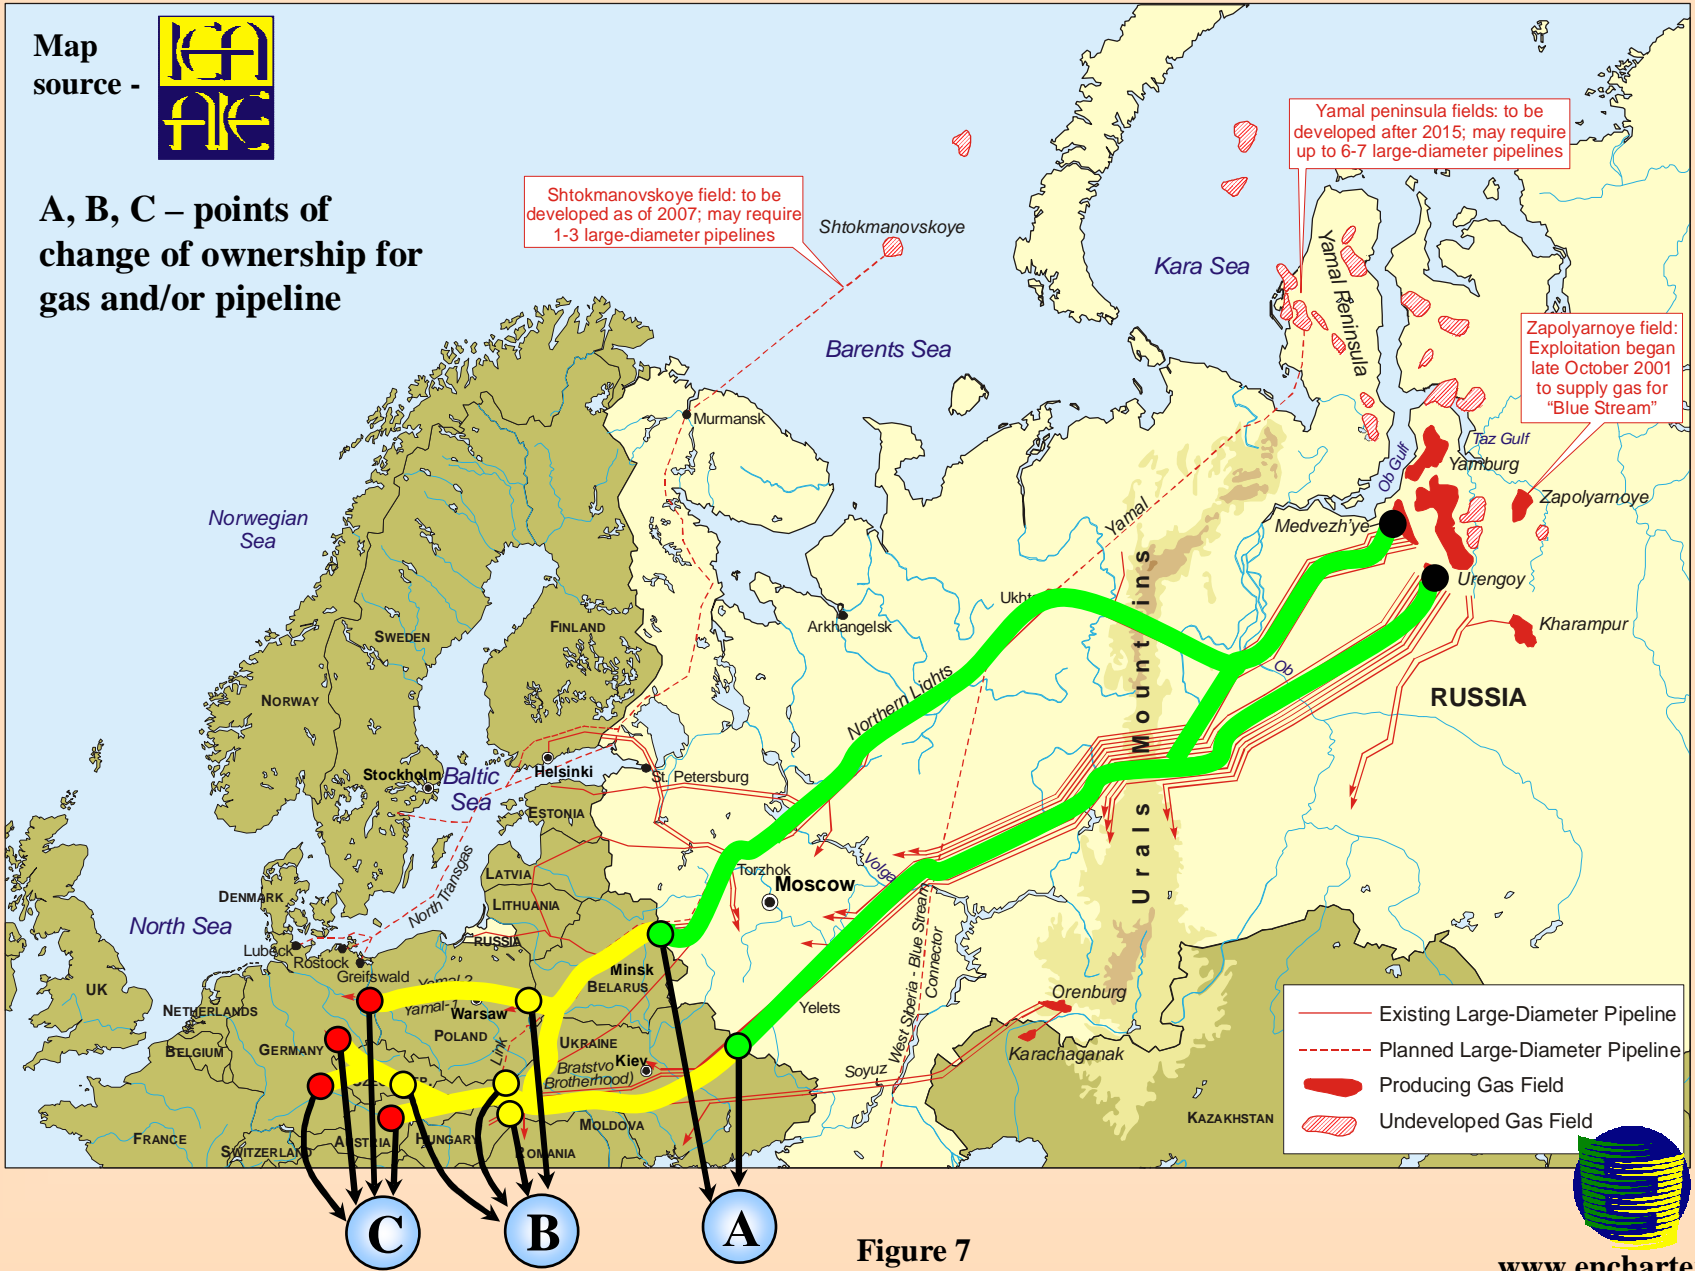 Map
source -
IEA
AIE
A, B, C – points of
change of ownership for
gas and/or pipeline
Shtokmanovskoye field: to be
developed as of 2007; may require
1-3 large-diameter pipelines
Shtokmanovskoye
Yamal peninsula fields: to be
developed after 2015; may require
up to 6-7 large-diameter pipelines
Kara Sea
Yamal Peninsula
Zapolyarnoye field:
Exploitation began
late October 2001
to supply gas for
“Blue Stream”
Barents Sea
Murmansk
Ob Gulf
Taz Gulf
Yamburg
Zapolyarnoye
Norwegian
Sea
Yamal
Medvezh'ye
Urengoy
Ukht
Arkhangelsk
Kharampur
SWEDEN
FINLAND
NORWAY
Northern Lights
Urals Mountains
Ob
RUSSIA
Stockholm
Baltic
Sea
Helsinki
St. Petersburg
ESTONIA
Torzhok
Volga
Moscow
LATVIA
LITHUANIA
DENMARK
North Transgas
North Sea
RUSSIA
Lubeck
Rostock
Greifswald
Minsk
BELARUS
West Siberia - Blue Stream
Connector
UK
NETHERLANDS
Yamal-2
Yamal-1
Warsaw
POLAND
Yelets
Orenburg
BELGIUM
GERMANY
Link
UKRAINE
Kiev
Bratstvo
Brotherhood)
Karachaganak
Soyuz
FRANCE
SWITZERLAND
AUSTRIA
HUNGARY
ROMANIA
MOLDOVA
KAZAKHSTAN
Existing Large-Diameter Pipeline
Planned Large-Diameter Pipeline
Producing Gas Field
Undeveloped Gas Field
C
B
A
Figure 7
www.encharte